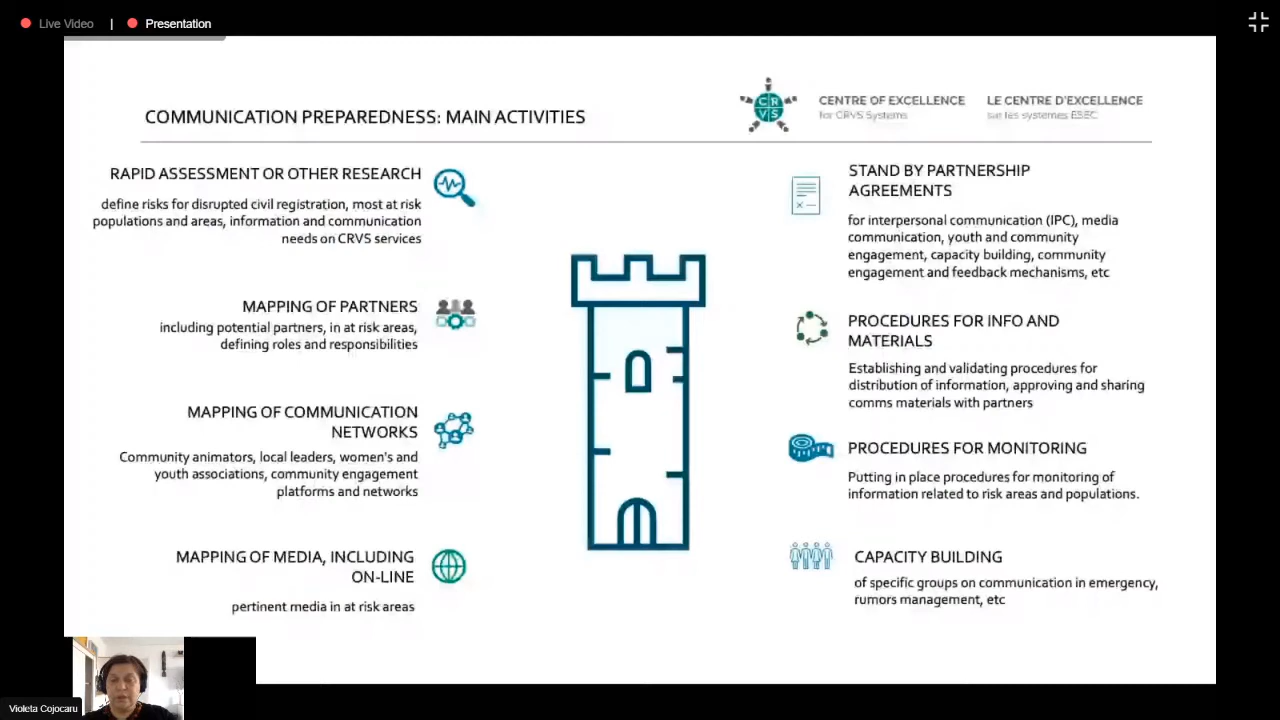 Live Video | Presentation
COMMUNICATION PREPAREDNESS: MAIN ACTIVITIES
CRVS
CENTRE OF EXCELLENCE
for CRVS Systems
LE CENTRE D'EXCELLENCE
sur les systèmes ESEC
RAPID ASSESSMENT OR OTHER RESEARCH
define risks for disrupted civil registration, most at risk
populations and areas, information and communication
needs on CRVS services
MAPPING OF PARTNERS
including potential partners, in at risk areas,
defining roles and responsibilities
MAPPING OF COMMUNICATION
NETWORKS
Community animators, local leaders, women's and
youth associations, community engagement
platforms and networks
MAPPING OF MEDIA, INCLUDING
ON-LINE
pertinent media in at risk areas
STAND BY PARTNERSHIP
AGREEMENTS
for interpersonal communication (IPC), media
communication, youth and community
engagement, capacity building, community
engagement and feedback mechanisms, etc
PROCEDURES FOR INFO AND
MATERIALS
Establishing and validating procedures for
distribution of information, approving and sharing
comms materials with partners
PROCEDURES FOR MONITORING
Putting in place procedures for monitoring of
information related to risk areas and populations.
CAPACITY BUILDING
of specific groups on communication in emergency,
rumors management, etc
Violeta Cojocaru